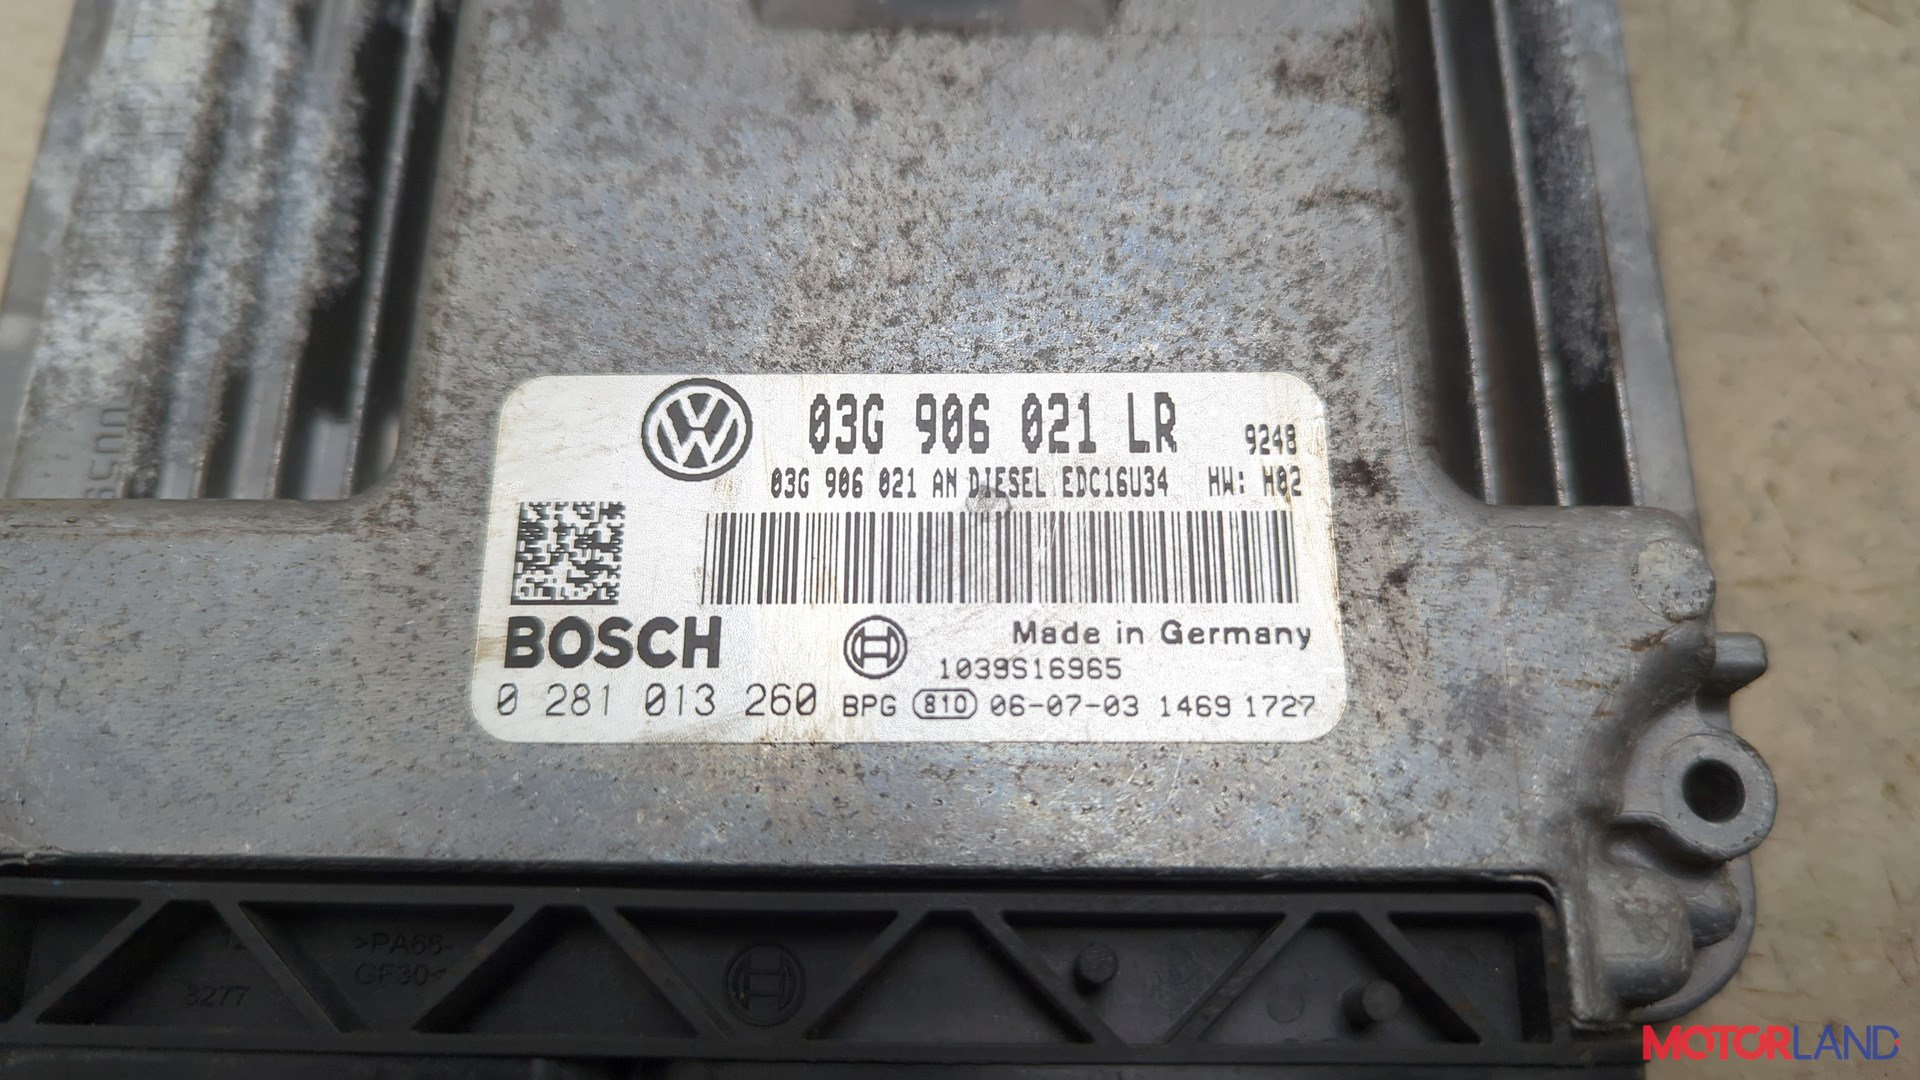 03G 906 021 LR
9248
03G 906 021 AN DIESEL EDC16U34 HW: H02
BOSCH
Made in Germany
1039S16965
0 281 013 260 BPG 810 06-07-03 1469 1727
>PA66-
GF30<
MOTORLAND